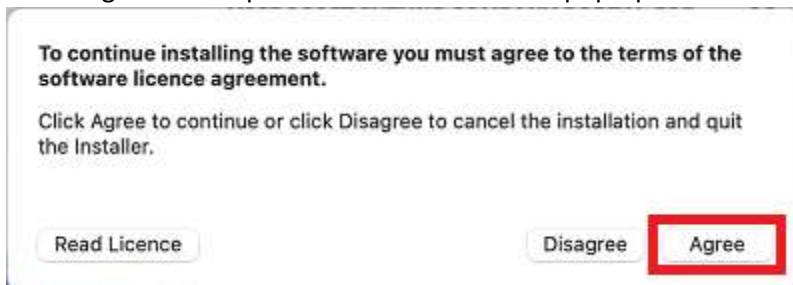 To continue installing the software you must agree to the terms of the
software licence agreement.
Click Agree to continue or click Disagree to cancel the installation and quit
the Installer.
Read Licence Disagree Agree